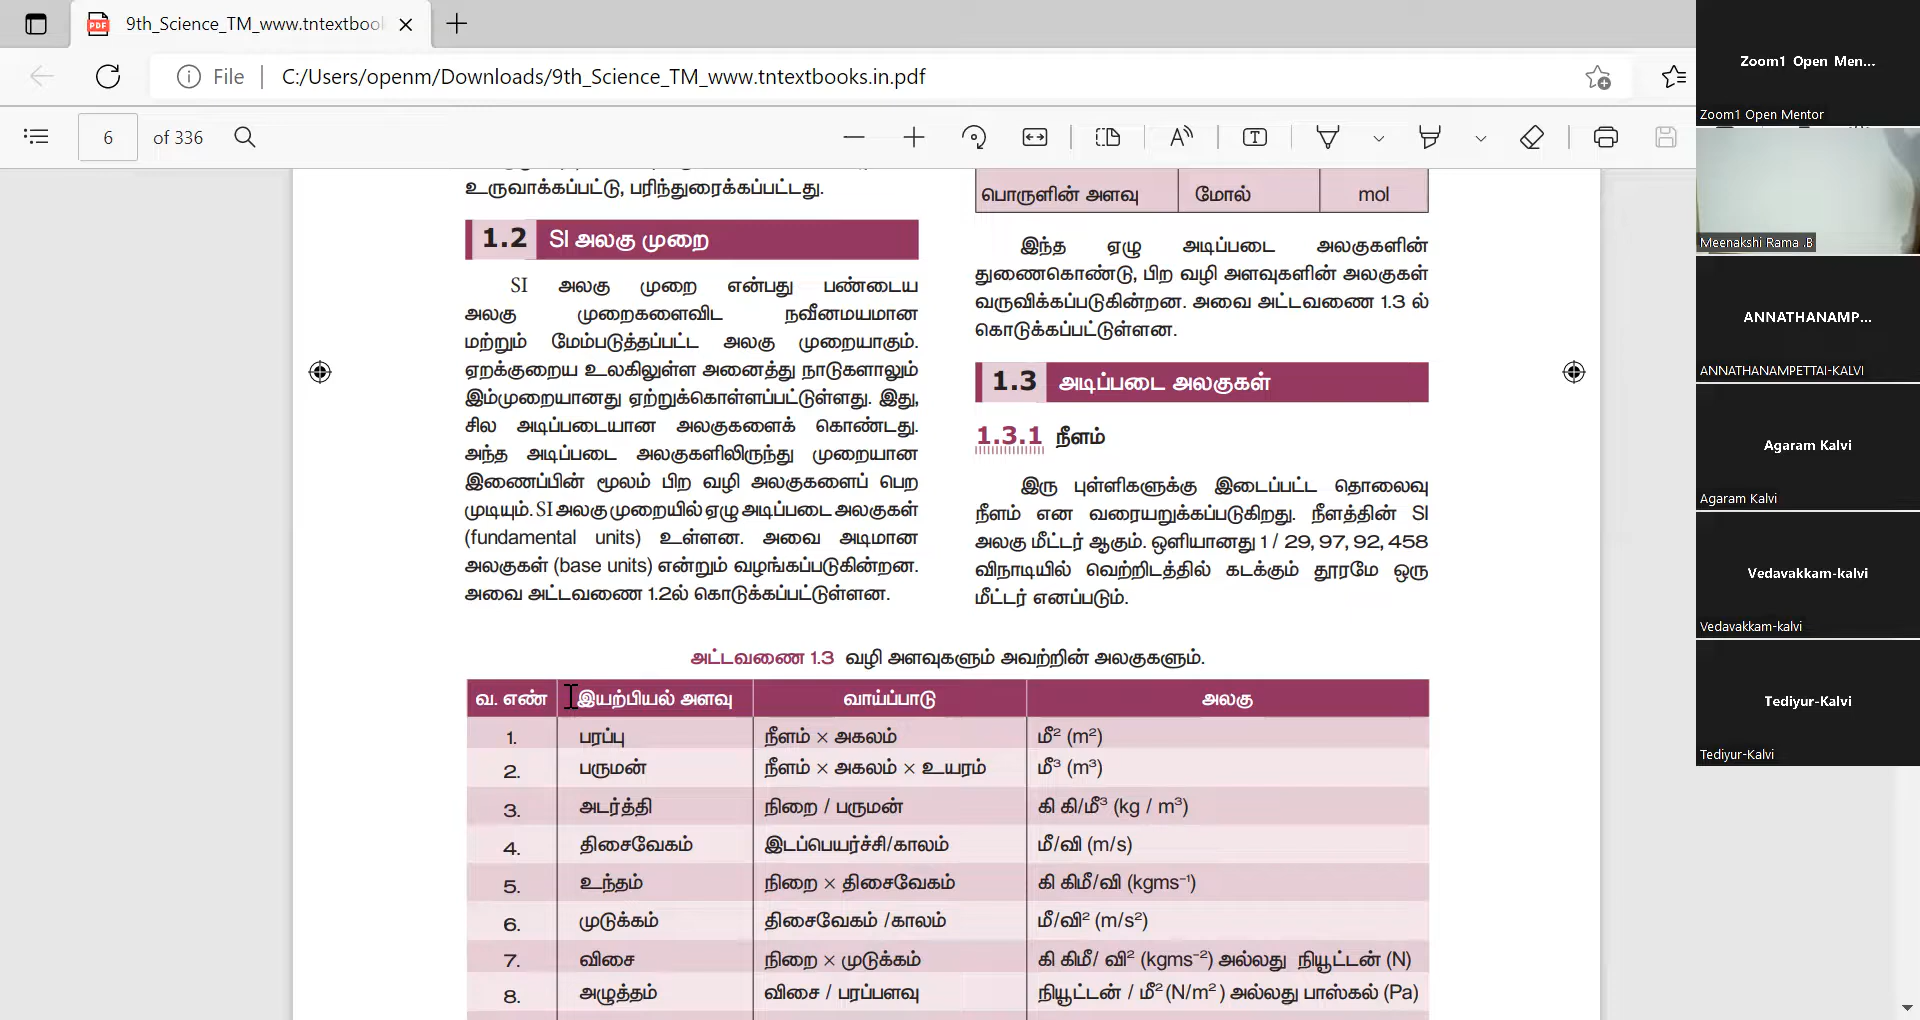 9th_Science_TM_www.tntextboo
File
C:/Users/openm/Downloads/9th_Science_TM_www.tntextbooks.in.pdf
6 of 336
உருவாக்கப்பட்டு, பரிந்துரைக்கப்பட்டது.
1.2 SI அலகு முறை
SI அலகு முறை என்பது பண்டைய
அலகு முறைகளைவிட நவீனமயமான
மற்றும் மேம்படுத்தப்பட்ட அலகு முறையாகும்.
ஏறக்குறைய உலகிலுள்ள அனைத்து நாடுகளாலும்
இம்முறையானது ஏற்றுக்கொள்ளப்பட்டுள்ளது. இது,
சில அடிப்படையான அலகுகளைக் கொண்டது.
அந்த அடிப்படை அலகுகளிலிருந்து முறையான
இணைப்பின் மூலம் பிற வழி அலகுகளைப் பெற
முடியும். SI அலகு முறையில் ஏழு அடிப்படை அலகுகள்
(fundamental units) உள்ளன. அவை அடிமான
அலகுகள் (base units) என்றும் வழங்கப்படுகின்றன.
அவை அட்டவணை 1.2ல் கொடுக்கப்பட்டுள்ளன.
பொருளின் அளவு மோல் mol
இந்த ஏழு அடிப்படை அலகுகளின்
துணைகொண்டு, பிற வழி அளவுகளின் அலகுகள்
வருவிக்கப்படுகின்றன. அவை அட்டவணை 1.3 ல்
கொடுக்கப்பட்டுள்ளன.
1.3 அடிப்படை அலகுகள்
1.3.1 நீளம்
இரு புள்ளிகளுக்கு இடைப்பட்ட தொலைவு
நீளம் என வரையறுக்கப்படுகிறது. நீளத்தின் SI
அலகு மீட்டர் ஆகும். ஒளியானது 1 / 29, 97, 92, 458
விநாடியில் வெற்றிடத்தில் கடக்கும் தூரமே ஒரு
மீட்டர் எனப்படும்.
அட்டவணை 1.3 வழி அளவுகளும் அவற்றின் அலகுகளும்.
வ. எண் இயற்பியல் அளவு வாய்ப்பாடு அலகு
1. பரப்பு நீளம் × அகலம் மீ² (m²)
2. பருமன் நீளம் × அகலம் × உயரம் மீ³ (m³)
3. அடர்த்தி நிறை / பருமன் கி கி/மீ³ (kg / m³)
4. திசைவேகம் இடப்பெயர்ச்சி/காலம் மீ/வி (m/s)
5. உந்தம் நிறை × திசைவேகம் கி கிமீ/வி (kgms⁻¹)
6. முடுக்கம் திசைவேகம் /காலம் மீ/வி² (m/s²)
7. விசை நிறை × முடுக்கம் கி கிமீ/ வி² (kgms⁻²) அல்லது நியூட்டன் (N)
8. அழுத்தம் விசை / பரப்பளவு நியூட்டன் / மீ² (N/m²) அல்லது பாஸ்கல் (Pa)
Zoom1 Open Men...
Zoom1 Open Mentor
Meenakshi Rama .B
ANNATHANAMP...
ANNATHANAMPETTAI-KALVI
Agaram Kalvi
Agaram Kalvi
Vedavakkam-kalvi
Vedavakkam-kalvi
Tediyur-Kalvi
Tediyur-Kalvi